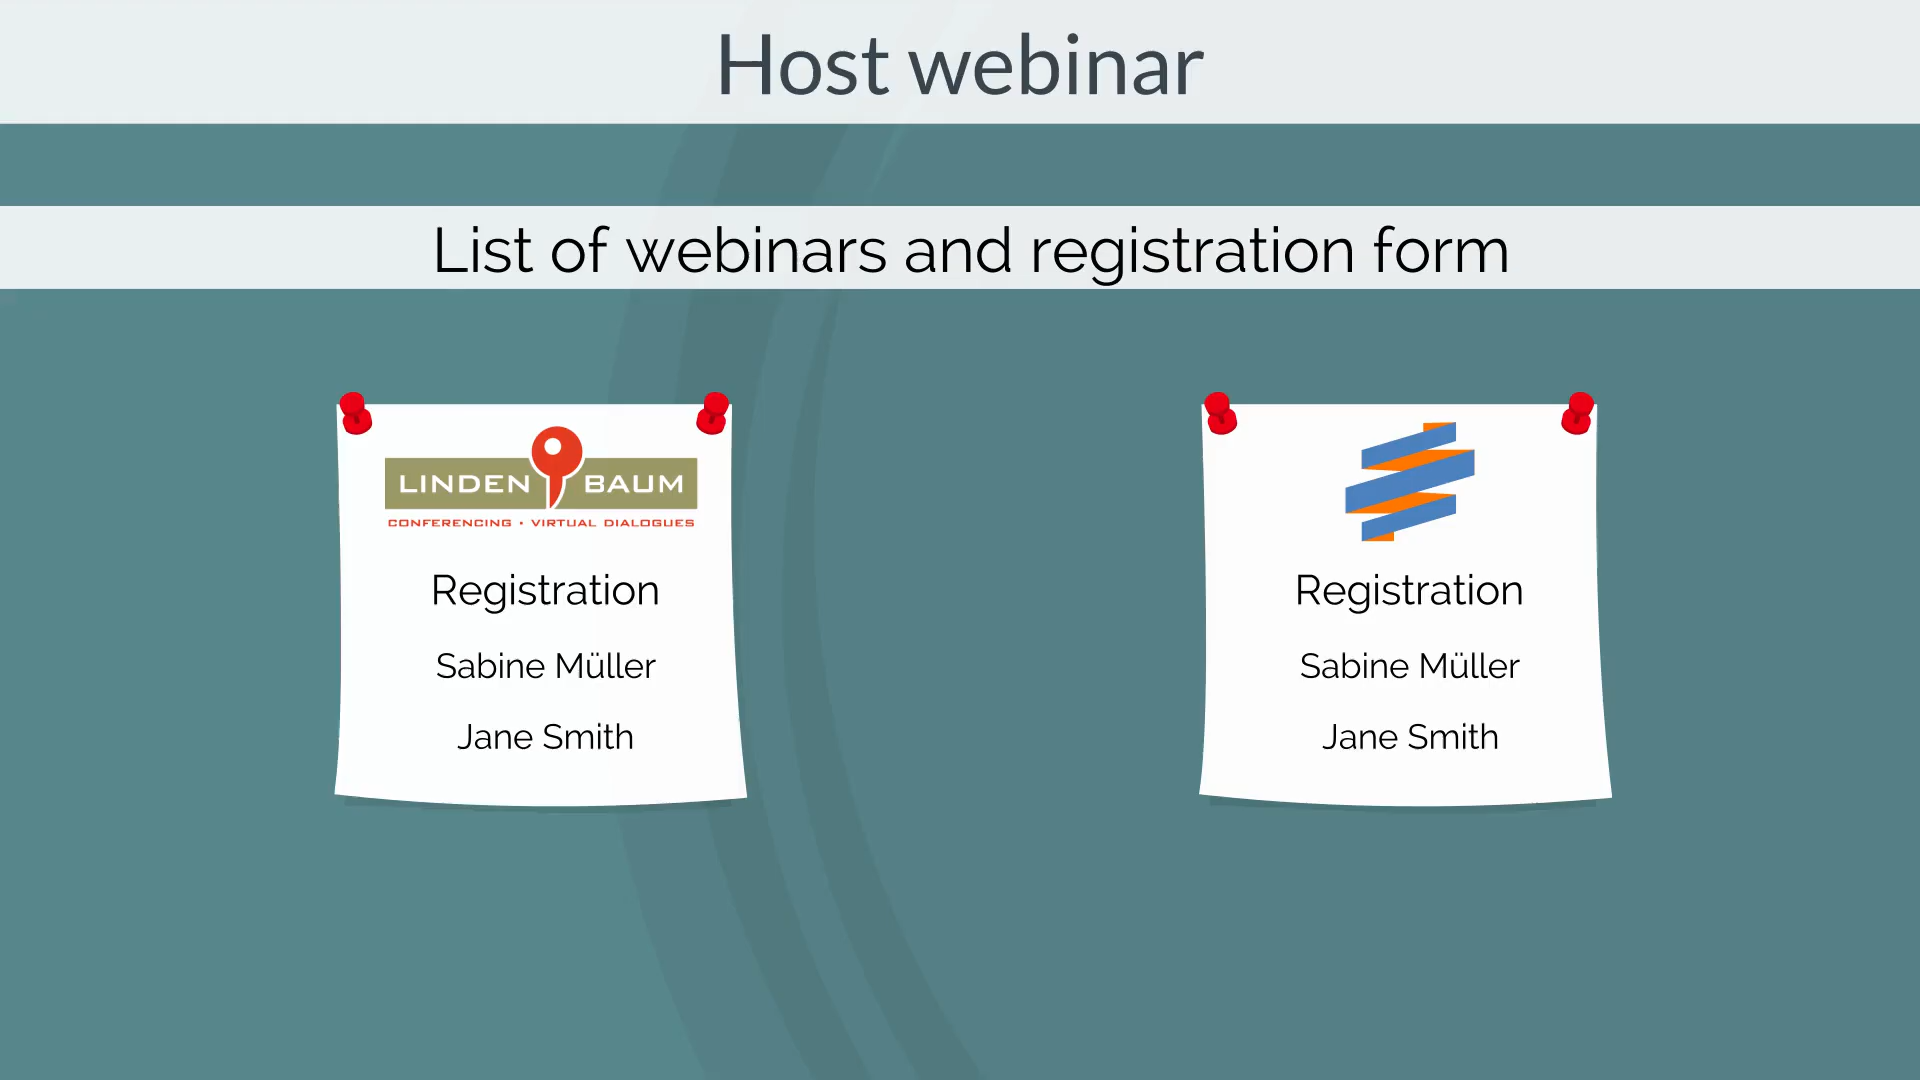 Host webinar
List of webinars and registration form
LINDEN BAUM
CONFERENCING • VIRTUAL DIALOGUES
Registration
Sabine Müller
Jane Smith
Registration
Sabine Müller
Jane Smith